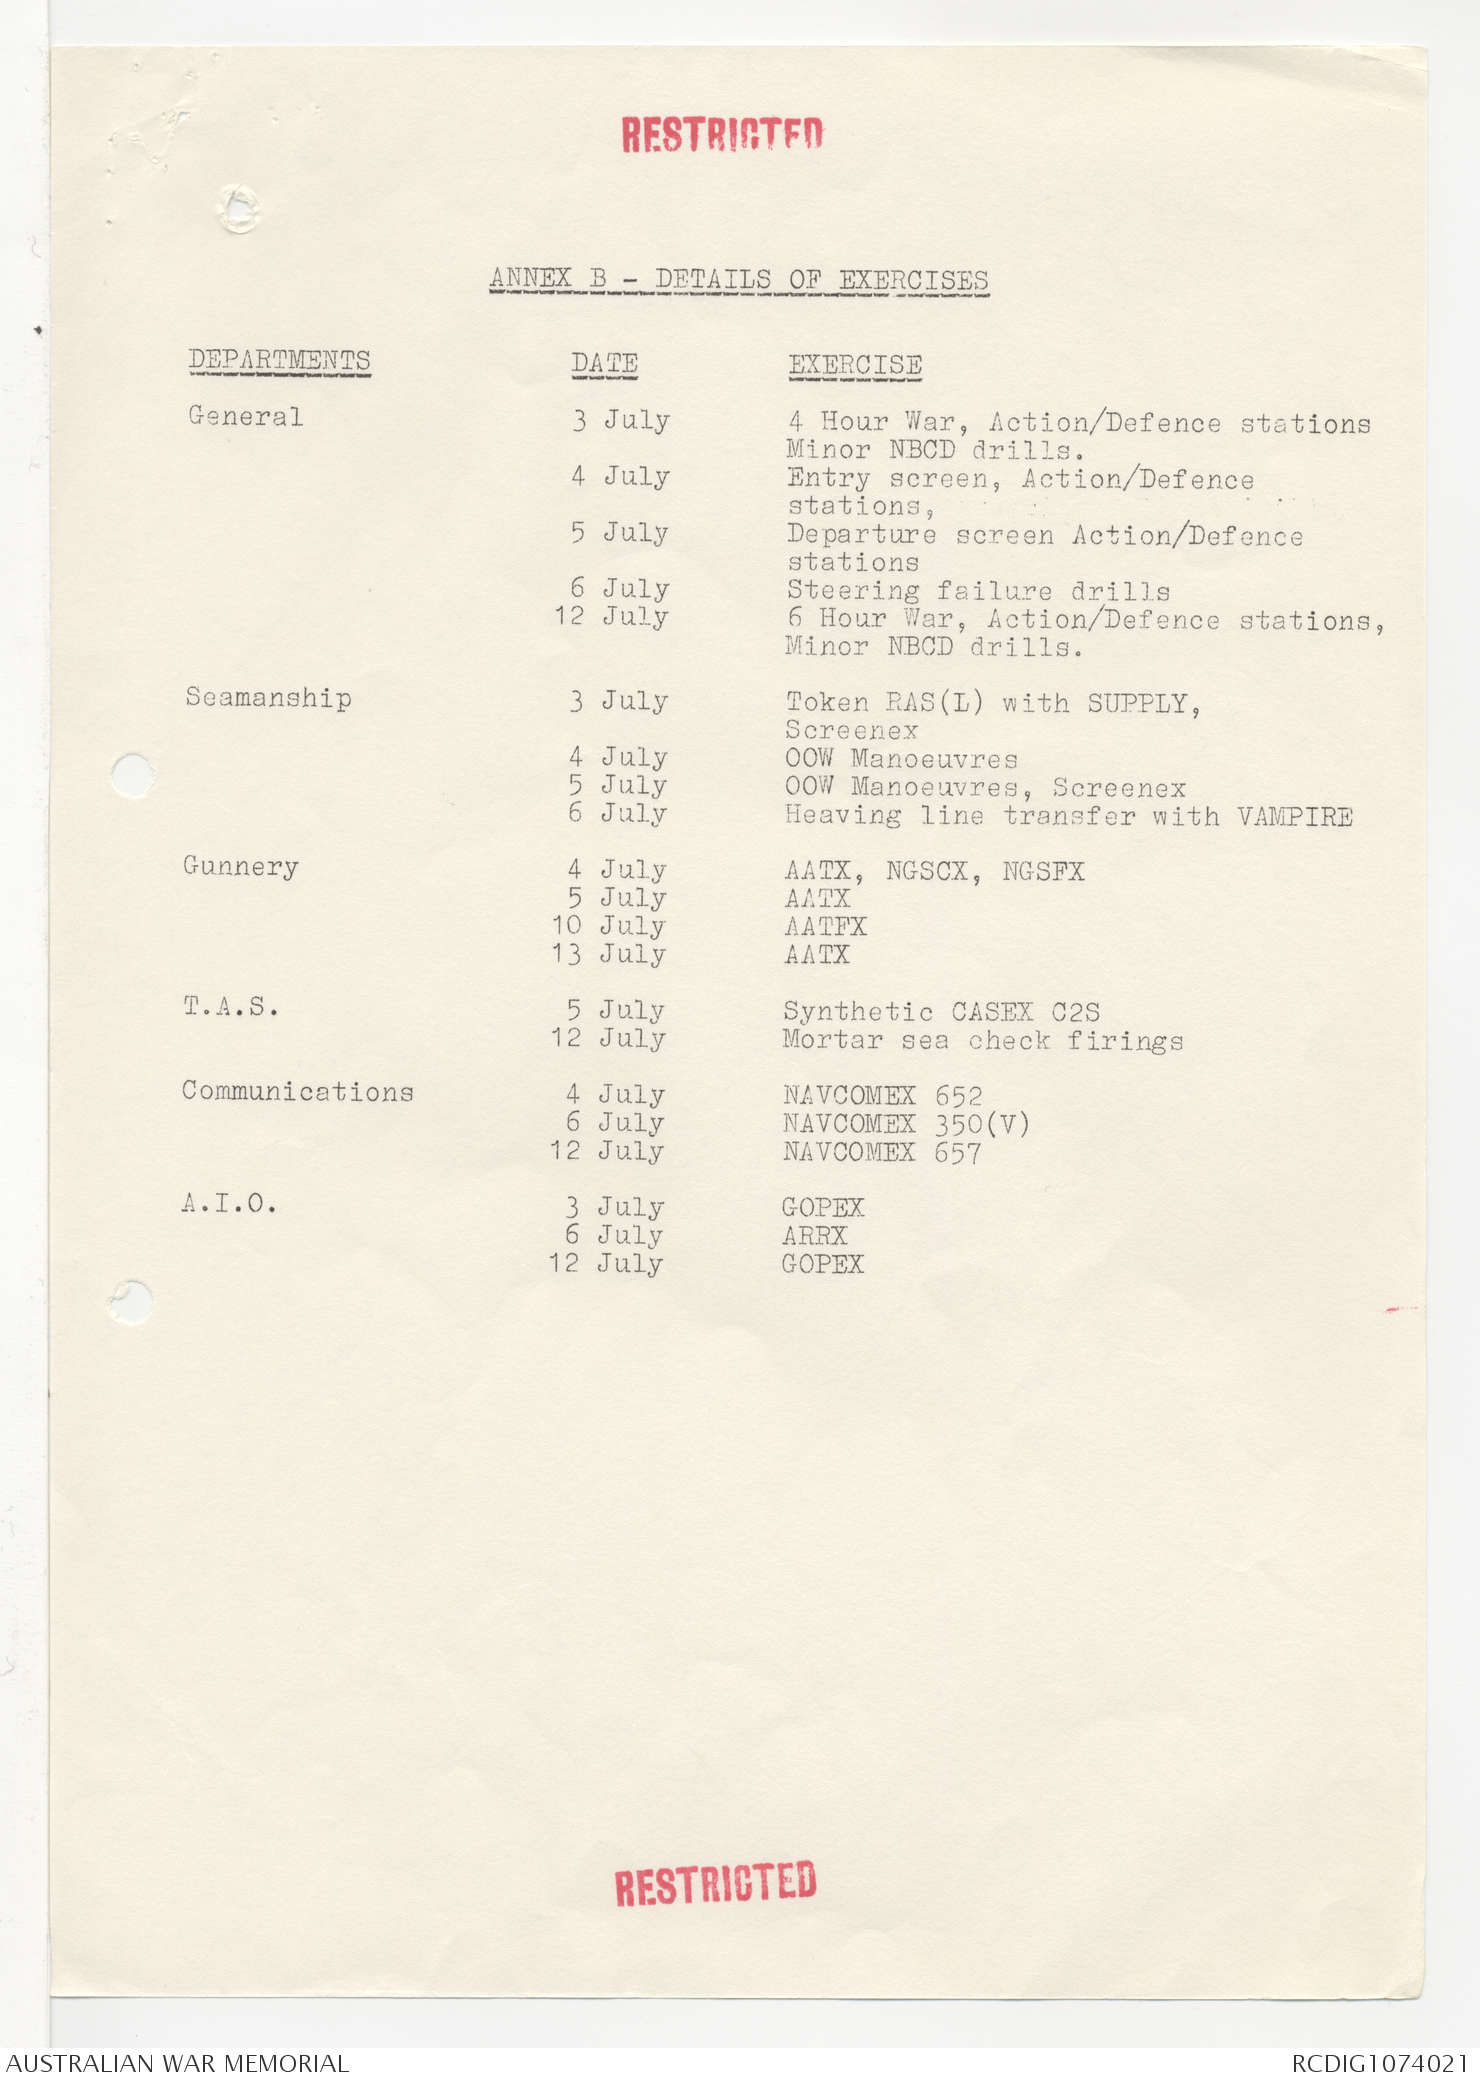 RESTRICTED
ANNEX B - DETAILS OF EXERCISES
DEPARTMENTS DATE EXERCISE
General 3 July 4 Hour War, Action/Defence stations
Minor NBCD drills.
4 July Entry screen, Action/Defence
stations,
5 July Departure screen Action/Defence
stations
6 July Steering failure drills
12 July 6 Hour War, Action/Defence stations,
Minor NBCD drills.
Seamanship 3 July Token RAS(L) with SUPPLY,
Screenex
4 July OOW Manoeuvres
5 July OOW Manoeuvres, Screenex
6 July Heaving line transfer with VAMPIRE
Gunnery 4 July AATX, NGSCX, NGSFX
5 July AATX
10 July AATFX
13 July AATX
T.A.S. 5 July Synthetic CASEX C2S
12 July Mortar sea check firings
Communications 4 July NAVCOMEX 652
6 July NAVCOMEX 350(V)
12 July NAVCOMEX 657
A.I.O. 3 July GOPEX
6 July ARRX
12 July GOPEX
RESTRICTED
AUSTRALIAN WAR MEMORIAL RCDIG1074021